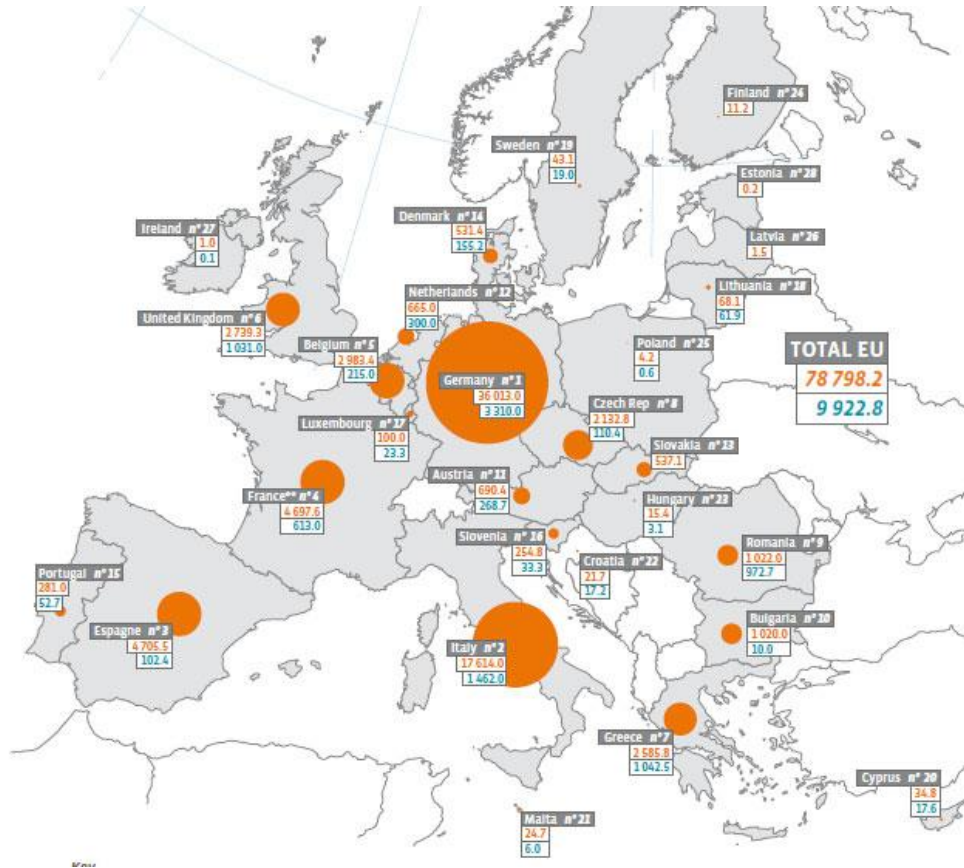 Finland n°24
11.2
Sweden n°19
43.1
19.0
Estonia n°28
0.2
Ireland n°27
1.0
0.1
Denmark n°14
531.4
155.2
Latvia n°26
1.5
Lithuania n°18
68.1
61.9
Netherlands n°12
665.0
300.0
United Kingdom n°6
2 739.3
1 031.0
Belgium n°5
2 983.4
215.0
Poland n°25
4.2
0.6
TOTAL EU
78 798.2
9 922.8
Germany n°1
36 013.0
3 310.0
Czech Rep n°8
2 132.8
110.4
Luxembourg n°17
100.0
23.3
Slovakia n°13
537.1
Austria n°11
690.4
268.7
France** n°4
4 697.6
613.0
Hungary n°23
15.4
3.1
Slovenia n°16
254.8
33.3
Romania n°9
1 022.0
972.7
Croatia n°22
21.7
17.2
Portugal n°15
281.0
52.7
Bulgaria n°10
1 020.0
10.0
Espagne n°3
4 705.5
102.4
Italy n°2
17 614.0
1 462.0
Greece n°7
2 585.8
1 042.5
Cyprus n°20
34.8
17.6
Malta n°21
24.7
6.0
Key